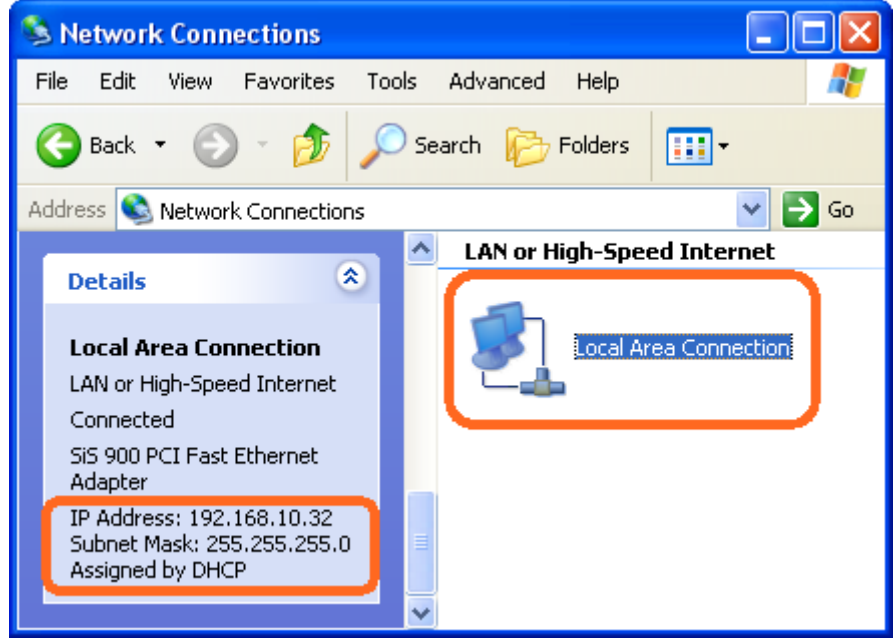 Network Connections
File Edit View Favorites Tools Advanced Help
Back Search Folders
Address Network Connections Go
Details
Local Area Connection
LAN or High-Speed Internet
Connected
SiS 900 PCI Fast Ethernet
Adapter
IP Address: 192.168.10.32
Subnet Mask: 255.255.255.0
Assigned by DHCP
LAN or High-Speed Internet
Local Area Connection